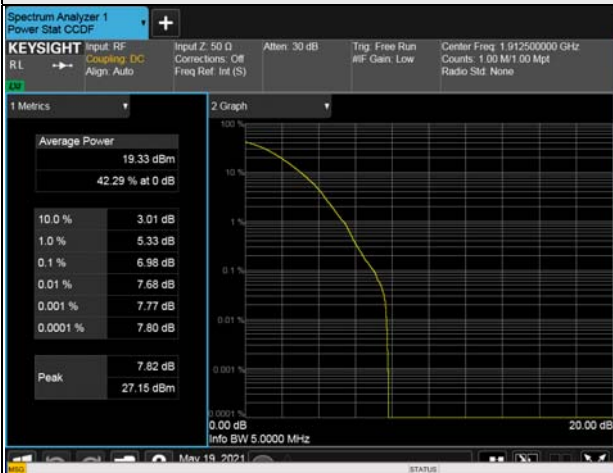 Spectrum Analyzer 1
Power Stat CCDF
KEYSIGHT
RL
Input: RF
Coupling: DC
Align: Auto
Input Z: 50 Ω
Corrections: Off
Freq Ref: Int (S)
Atten: 30 dB
Trig: Free Run
#IF Gain: Low
Center Freq: 1.912500000 GHz
Counts: 1.00 M/1.00 Mpt
Radio Std: None
1 Metrics
Average Power
19.33 dBm
42.29 % at 0 dB
10.0 % 3.01 dB
1.0 % 5.33 dB
0.1 % 6.98 dB
0.01 % 7.68 dB
0.001 % 7.77 dB
0.0001 % 7.80 dB
Peak
7.82 dB
27.15 dBm
2 Graph
100 %
10 %
1 %
0.1 %
0.01 %
0.001 %
0.0001 %
0.00 dB
20.00 dB
Info BW 5.0000 MHz
May 19, 2021
MSG
STATUS